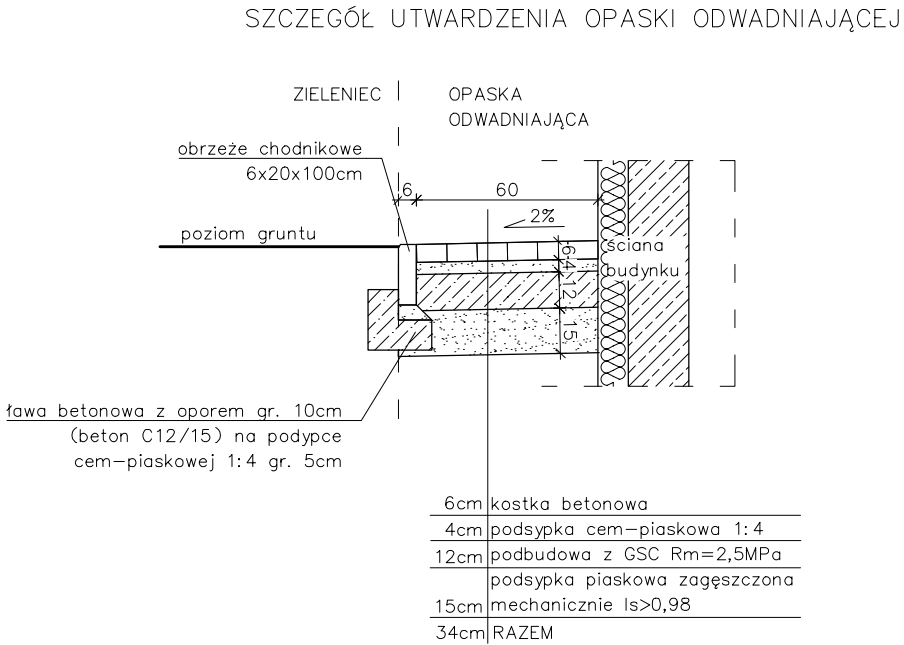 SZCZEGÓŁ UTWARDZENIA OPASKI ODWADNIAJĄCEJ
ZIELENIEC
OPASKA
ODWADNIAJĄCA
obrzeże chodnikowe
6x20x100cm
6
60
2%
poziom gruntu
ściana
budynku
6
4
12
15
ława betonowa z oporem gr. 10cm
(beton C12/15) na podypce
cem-piaskowej 1:4 gr. 5cm
6cm kostka betonowa
4cm podsypka cem-piaskowa 1:4
12cm podbudowa z GSC Rm=2,5MPa
podsypka piaskowa zagęszczona
15cm mechanicznie Is>0,98
34cm RAZEM